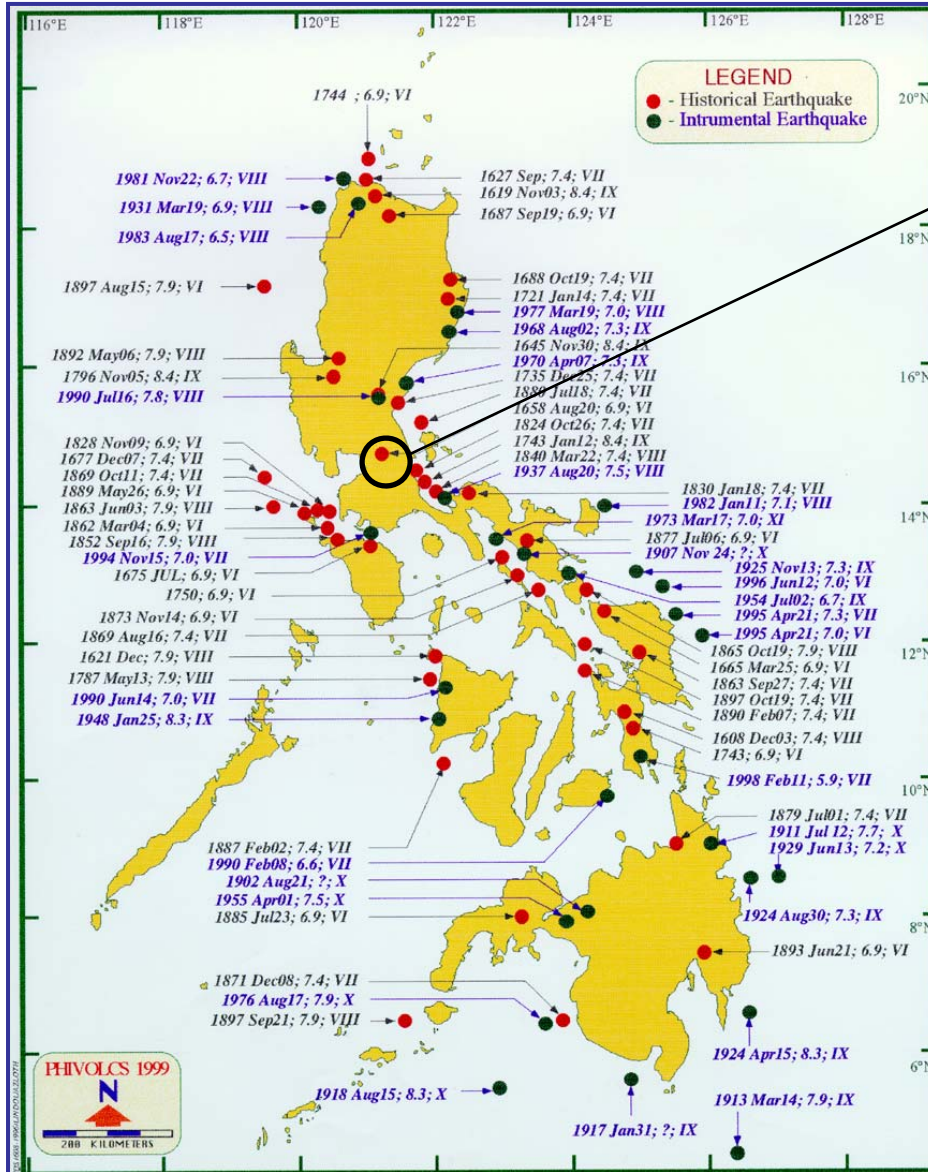 116°E
118°E
120°E
122°E
124°E
126°E
128°E
LEGEND
- Historical Earthquake
- Intrumental Earthquake
20°N
1744 ; 6.9; VI
1981 Nov22; 6.7; VIII
1931 Mar19; 6.9; VIII
1983 Aug17; 6.5; VIII
1627 Sep; 7.4; VII
1619 Nov03; 8.4; IX
1687 Sep19; 6.9; VI
18°N
1897 Aug15; 7.9; VI
1688 Oct19; 7.4; VII
1721 Jan14; 7.4; VII
1977 Mar19; 7.0; VIII
1968 Aug02; 7.3; IX
1645 Nov30; 8.4; IX
1970 Apr07; 7.3; IX
1735 Dec25; 7.4; VII
1880 Jul18; 7.4; VII
1658 Aug20; 6.9; VI
1824 Oct26; 7.4; VII
1743 Jan12; 8.4; IX
1840 Mar22; 7.4; VIII
1937 Aug20; 7.5; VIII
1892 May06; 7.9; VIII
1796 Nov05; 8.4; IX
1990 Jul16; 7.8; VIII
16°N
1828 Nov09; 6.9; VI
1677 Dec07; 7.4; VII
1869 Oct11; 7.4; VII
1889 May26; 6.9; VI
1863 Jun03; 7.9; VIII
1862 Mar04; 6.9; VI
1852 Sep16; 7.9; VIII
1994 Nov15; 7.0; VII
1675 JUL; 6.9; VI
1750; 6.9; VI
1873 Nov14; 6.9; VI
1869 Aug16; 7.4; VII
1621 Dec; 7.9; VIII
1787 May13; 7.9; VIII
1990 Jun14; 7.0; VII
1948 Jan25; 8.3; IX
1830 Jan18; 7.4; VII
1982 Jan11; 7.1; VIII
1973 Mar17; 7.0; XI
1877 Jul06; 6.9; VI
1907 Nov 24; ?; X
14°N
1925 Nov13; 7.3; IX
1996 Jun12; 7.0; VI
1954 Jul02; 6.7; IX
1995 Apr21; 7.3; VII
1995 Apr21; 7.0; VI
1865 Oct19; 7.9; VIII
1665 Mar25; 6.9; VI
1863 Sep27; 7.4; VII
1897 Oct19; 7.4; VII
1890 Feb07; 7.4; VII
1608 Dec03; 7.4; VIII
1743; 6.9; VI
1998 Feb11; 5.9; VII
12°N
10°N
1879 Jul01; 7.4; VII
1911 Jul 12; 7.7; X
1929 Jun13; 7.2; X
1887 Feb02; 7.4; VII
1990 Feb08; 6.6; VII
1902 Aug21; ?; X
1955 Apr01; 7.5; X
1885 Jul23; 6.9; VI
1924 Aug30; 7.3; IX
8°N
1893 Jun21; 6.9; VI
1871 Dec08; 7.4; VII
1976 Aug17; 7.9; X
1897 Sep21; 7.9; VIII
1924 Apr15; 8.3; IX
6°N
1918 Aug15; 8.3; X
1917 Jan31; ?; IX
1913 Mar14; 7.9; IX
PHIVOLCS 1999
N
200 KILOMETERS